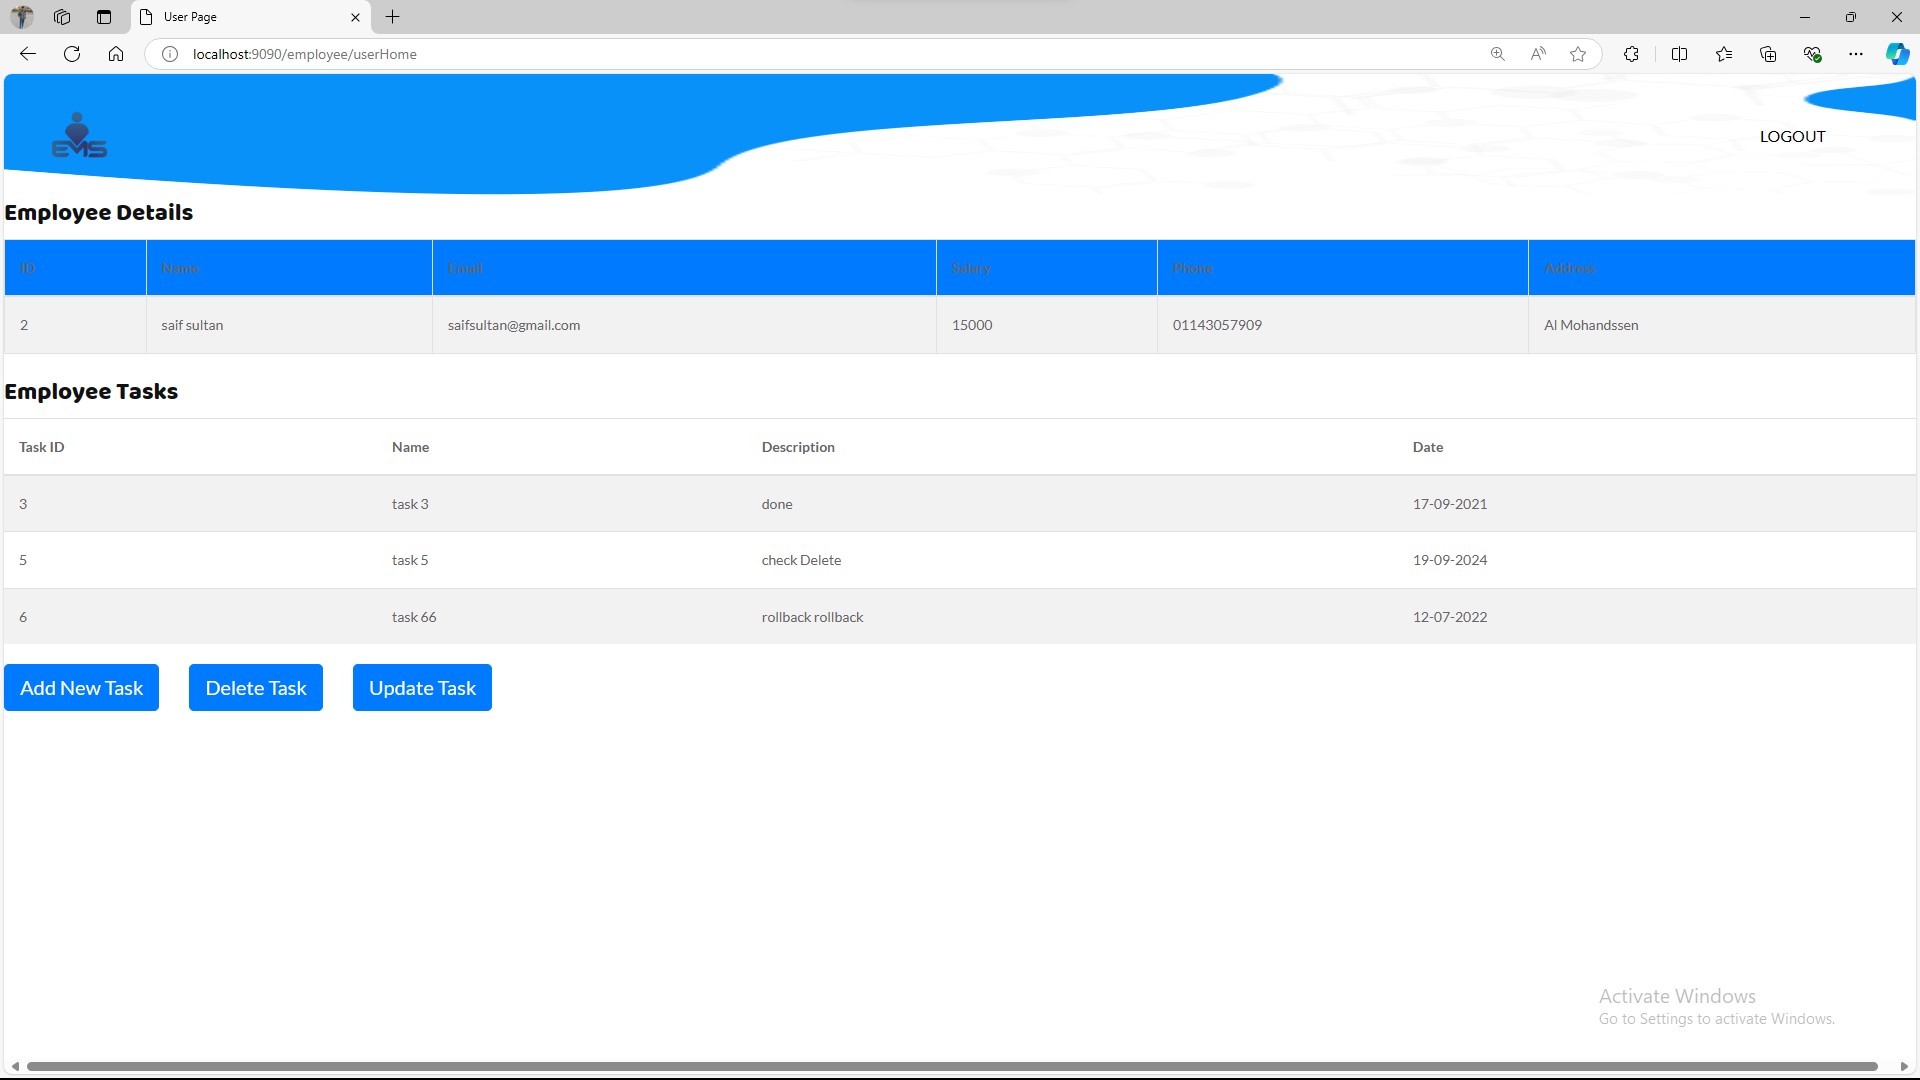 User Page
localhost:9090/employee/userHome
EMS
LOGOUT
Employee Details
ID Name Email Salary Phone Address
2 saif sultan saifsultan@gmail.com 15000 01143057909 Al Mohandssen
Employee Tasks
Task ID Name Description Date
3 task 3 done 17-09-2021
5 task 5 check Delete 19-09-2024
6 task 66 rollback rollback 12-07-2022
Add New Task Delete Task Update Task
Activate Windows
Go to Settings to activate Windows.